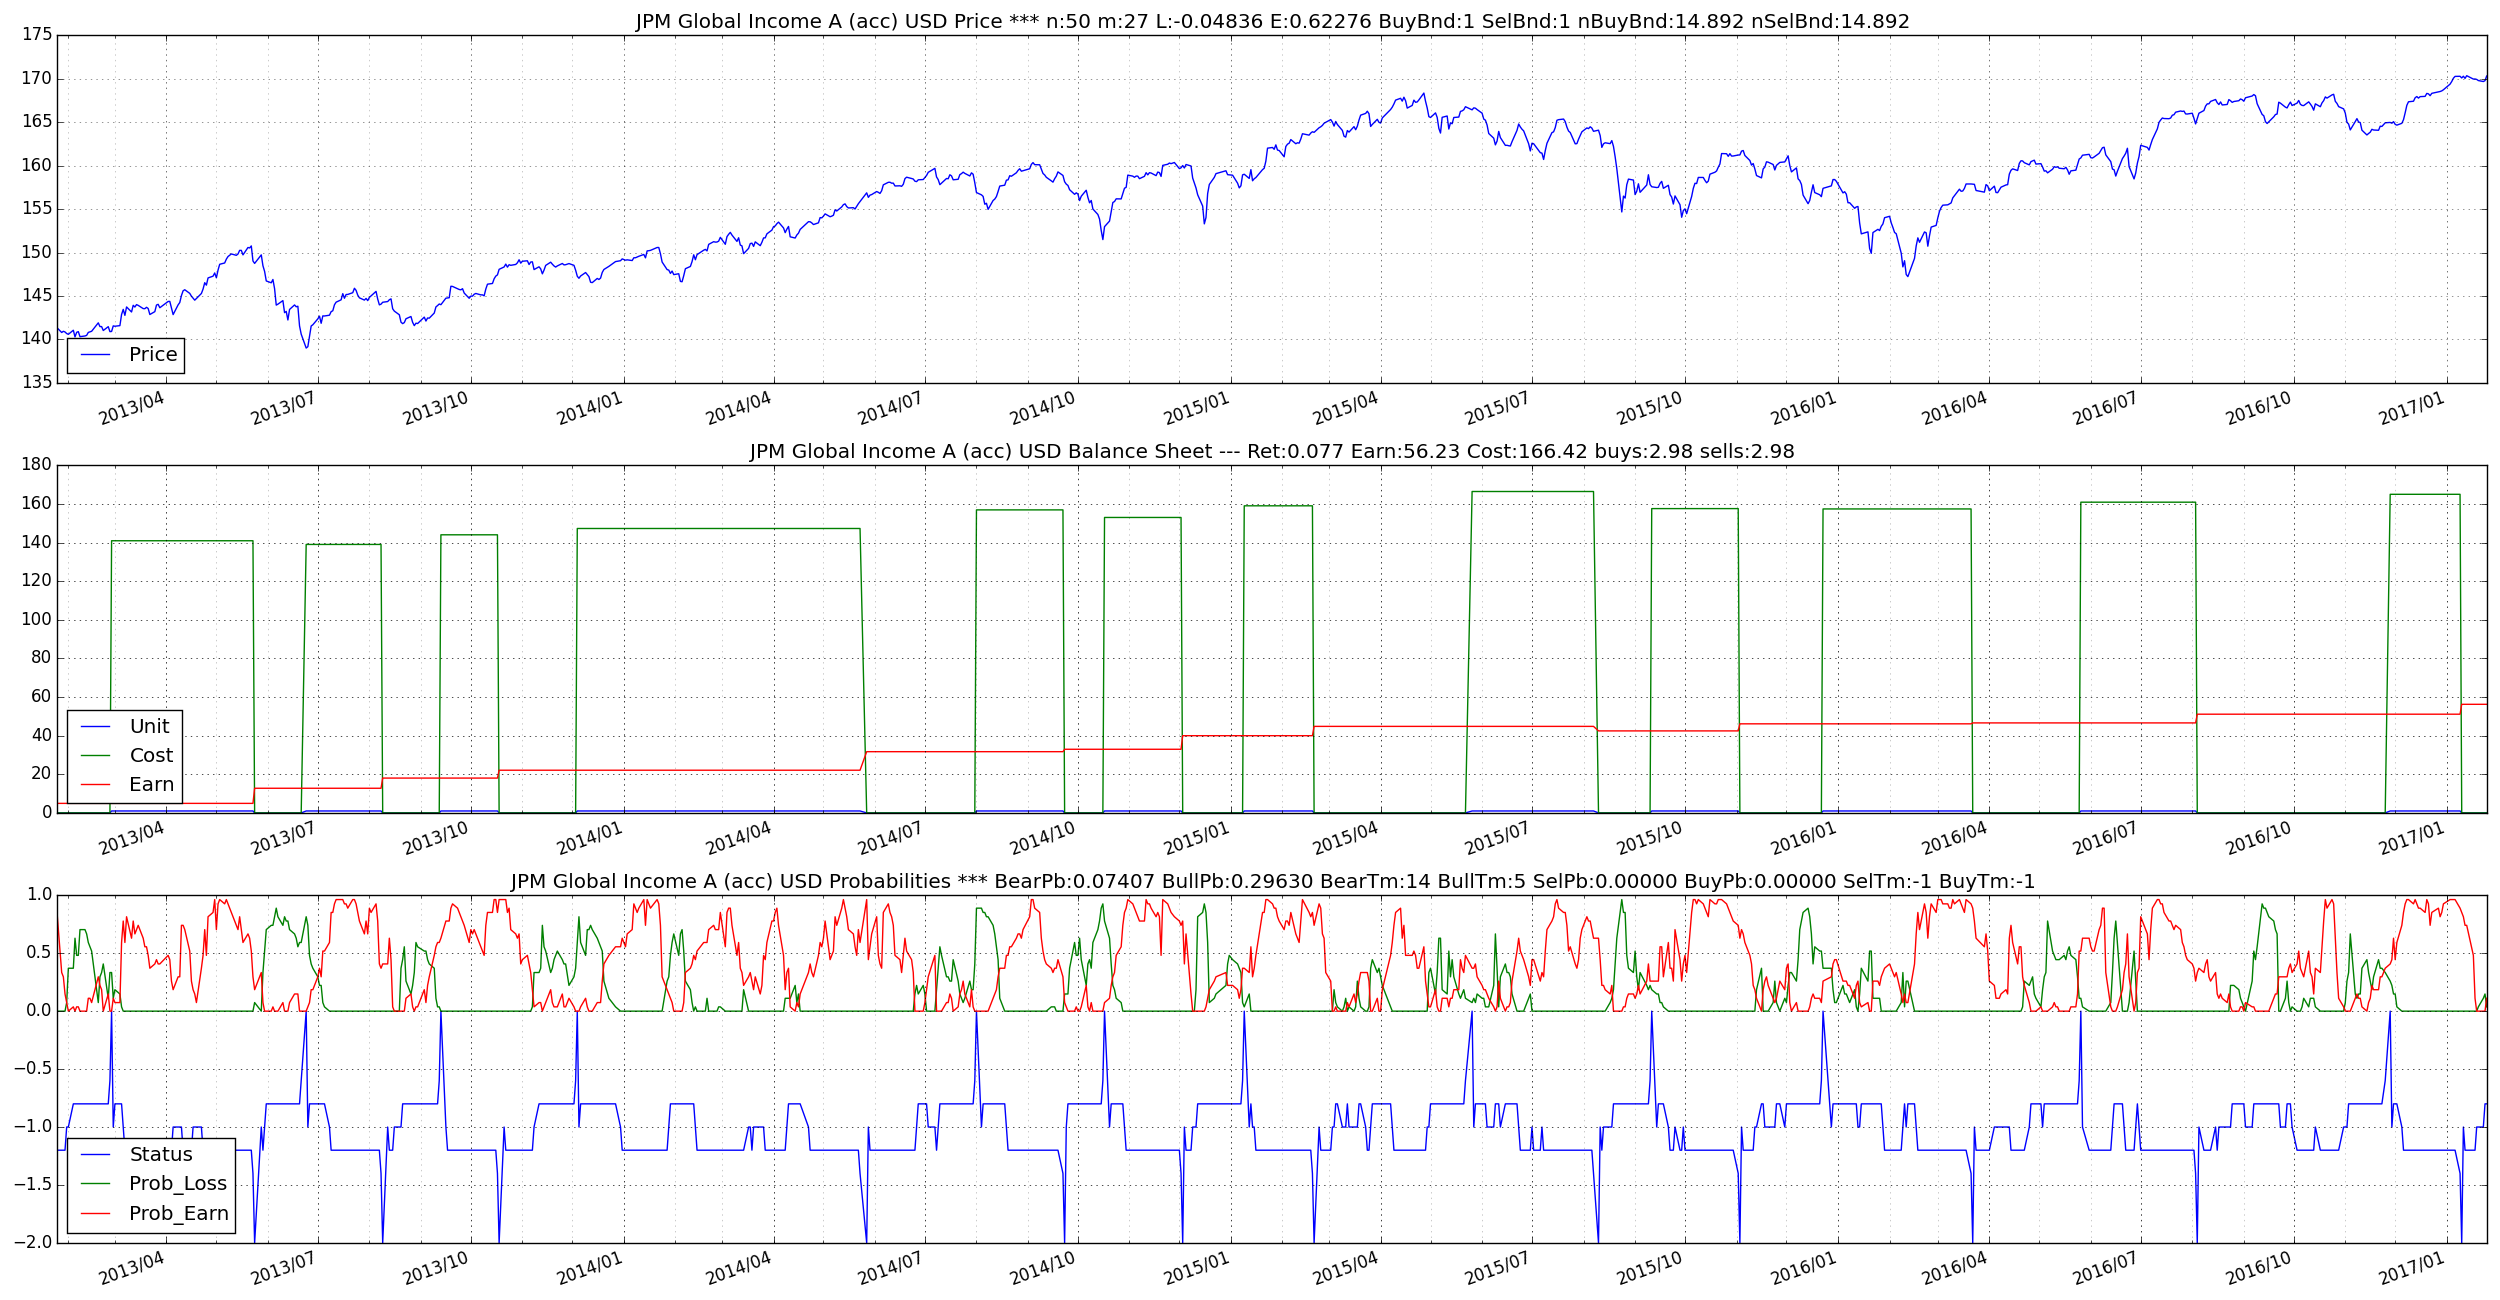 JPM Global Income A (acc) USD Price *** n:50 m:27 L:-0.04836 E:0.62276 BuyBnd:1 SelBnd:1 nBuyBnd:14.892 nSelBnd:14.892
175
170
165
160
155
150
145
140
135
Price
2013/04 2013/07 2013/10 2014/01 2014/04 2014/07 2014/10 2015/01 2015/04 2015/07 2015/10 2016/01 2016/04 2016/07 2016/10 2017/01
JPM Global Income A (acc) USD Balance Sheet --- Ret:0.077 Earn:56.23 Cost:166.42 buys:2.98 sells:2.98
180
160
140
120
100
80
60
40
20
0
Unit
Cost
Earn
2013/04 2013/07 2013/10 2014/01 2014/04 2014/07 2014/10 2015/01 2015/04 2015/07 2015/10 2016/01 2016/04 2016/07 2016/10 2017/01
JPM Global Income A (acc) USD Probabilities *** BearPb:0.07407 BullPb:0.29630 BearTm:14 BullTm:5 SelPb:0.00000 BuyPb:0.00000 SelTm:-1 BuyTm:-1
1.0
0.5
0.0
−0.5
−1.0
−1.5
−2.0
Status
Prob_Loss
Prob_Earn
2013/04 2013/07 2013/10 2014/01 2014/04 2014/07 2014/10 2015/01 2015/04 2015/07 2015/10 2016/01 2016/04 2016/07 2016/10 2017/01